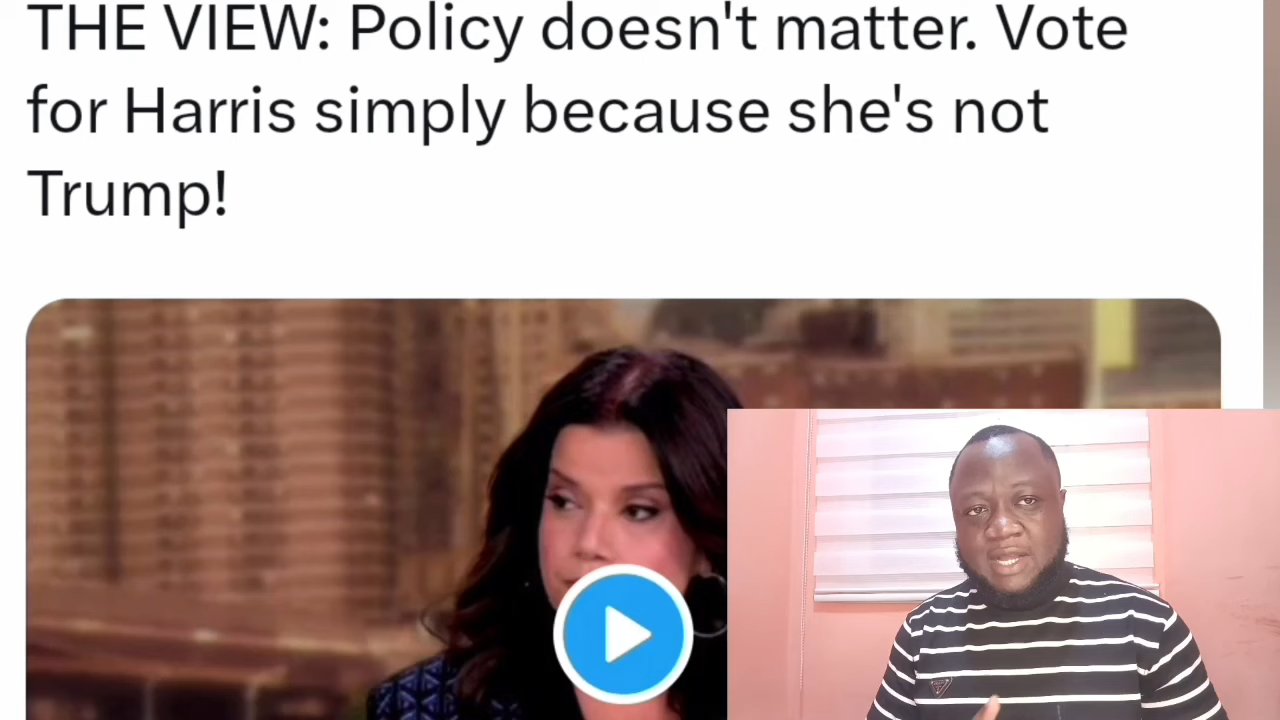 THE VIEW: Policy doesn't matter. Vote
for Harris simply because she's not
Trump!